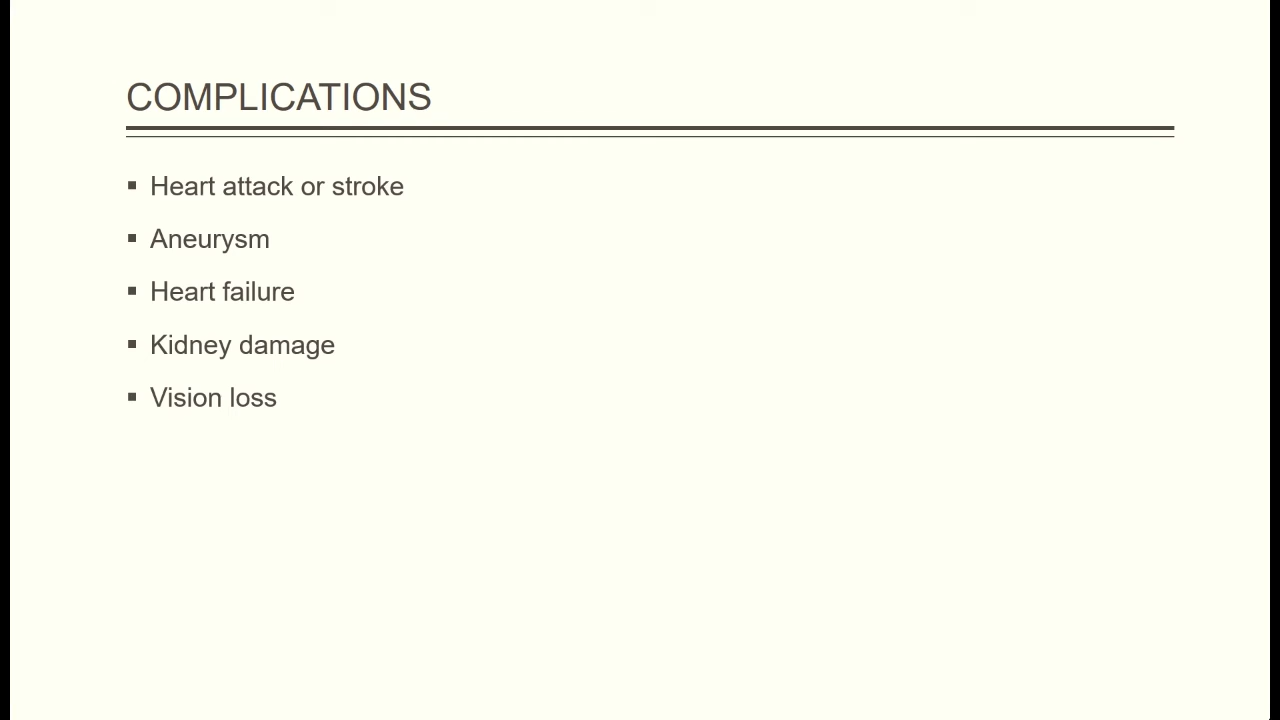 COMPLICATIONS
▪ Heart attack or stroke
▪ Aneurysm
▪ Heart failure
▪ Kidney damage
▪ Vision loss